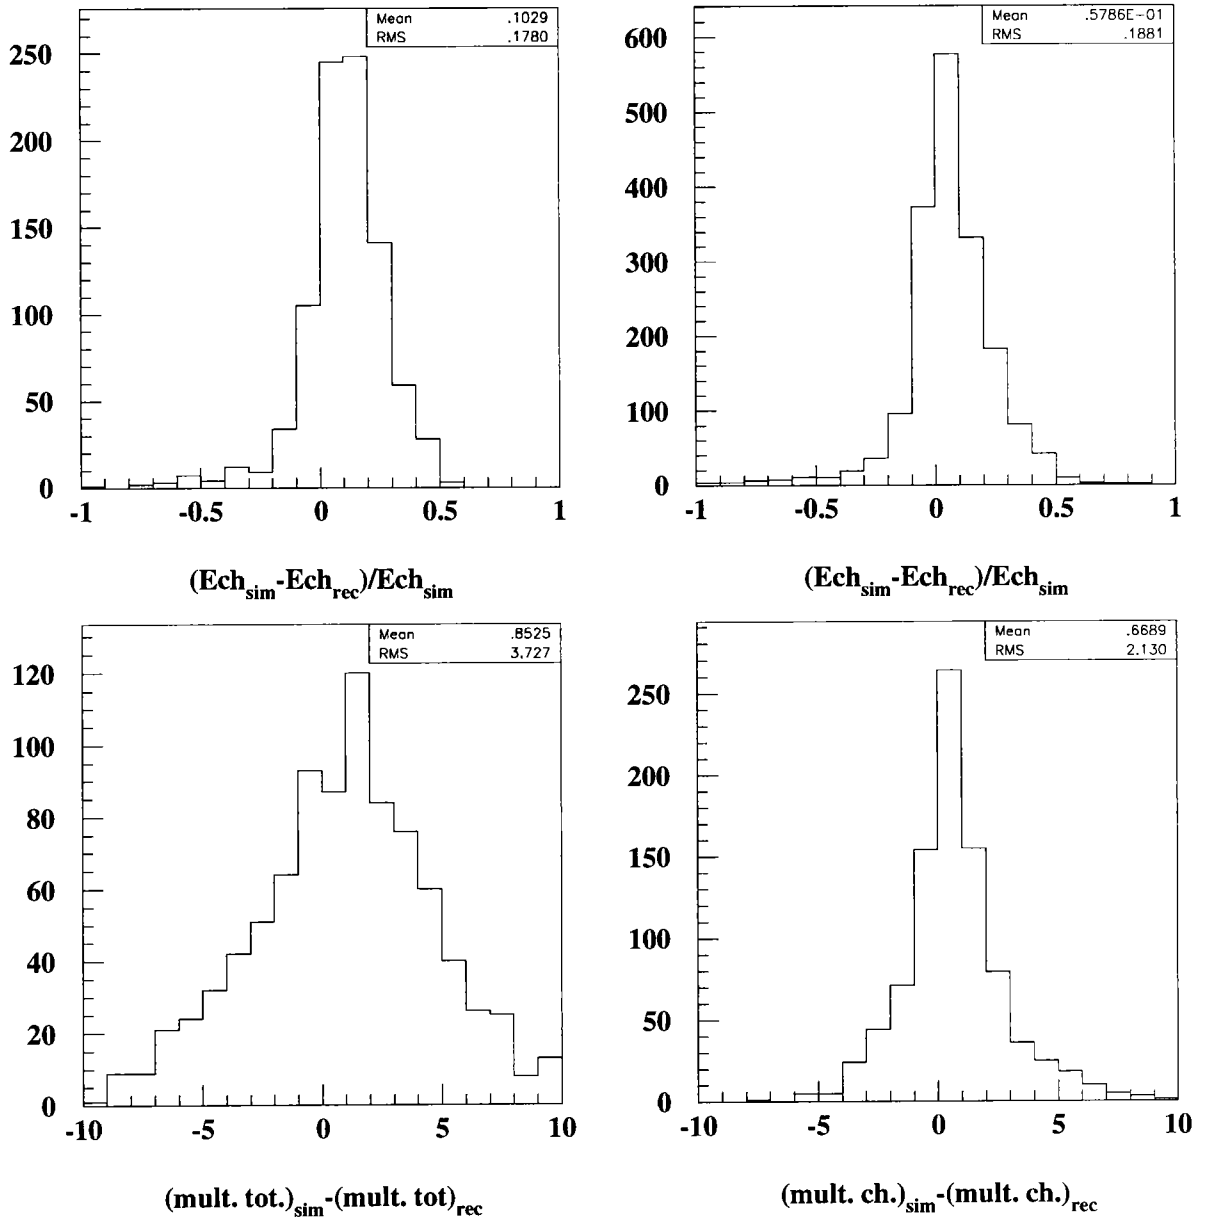 Mean .1029
RMS .1780
250
200
150
100
50
0
-1 -0.5 0 0.5 1
(Ech_sim-Ech_rec)/Ech_sim
Mean .5786E-01
RMS .1881
600
500
400
300
200
100
0
-1 -0.5 0 0.5 1
(Ech_sim-Ech_rec)/Ech_sim
Mean .8525
RMS 3.727
120
100
80
60
40
20
0
-10 -5 0 5 10
(mult. tot.)_sim-(mult. tot)_rec
Mean .6689
RMS 2.130
250
200
150
100
50
0
-10 -5 0 5 10
(mult. ch.)_sim-(mult. ch.)_rec